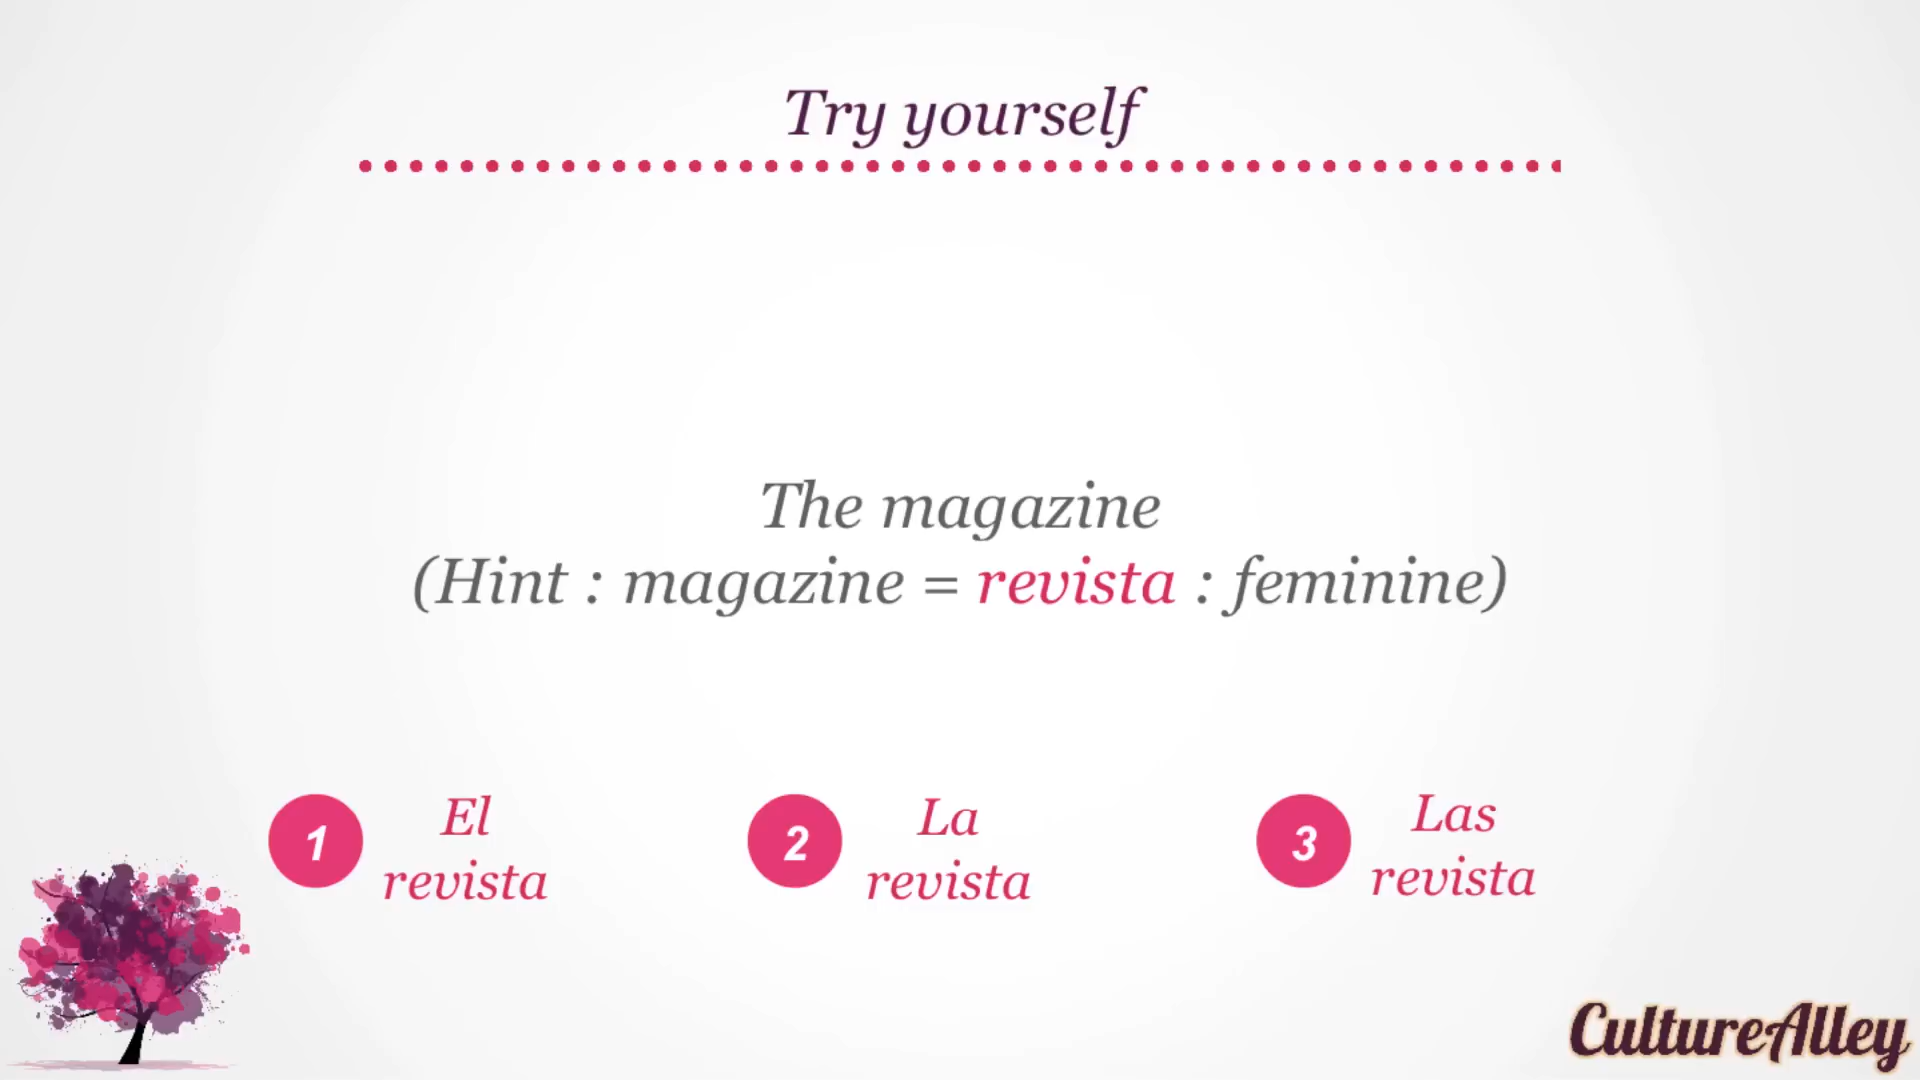 Try yourself
The magazine
(Hint : magazine = revista : feminine)
1 El revista
2 La revista
3 Las revista
CultureAlley